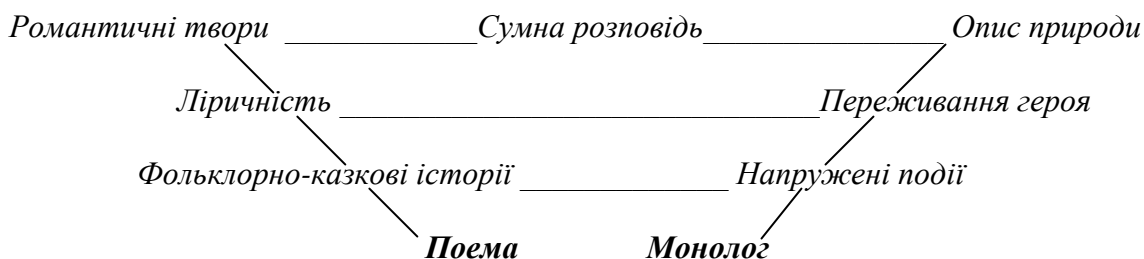 Романтичні твори Сумна розповідь Опис природи
Ліричність Переживання героя
Фольклорно-казкові історії Напружені події
Поема Монолог